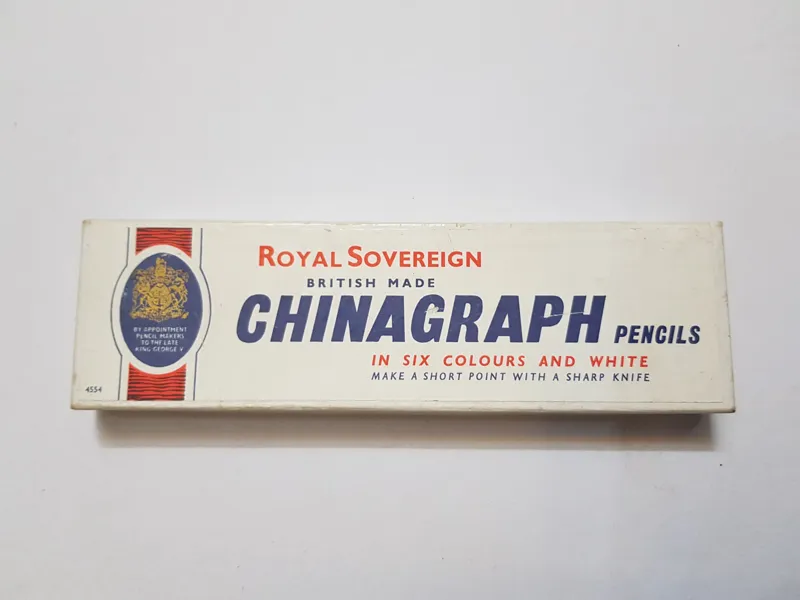 ROYAL SOVEREIGN
BRITISH MADE
CHINAGRAPH PENCILS
IN SIX COLOURS AND WHITE
MAKE A SHORT POINT WITH A SHARP KNIFE
BY APPOINTMENT
PENCIL MAKERS
TO THE LATE
KING GEORGE V
4554